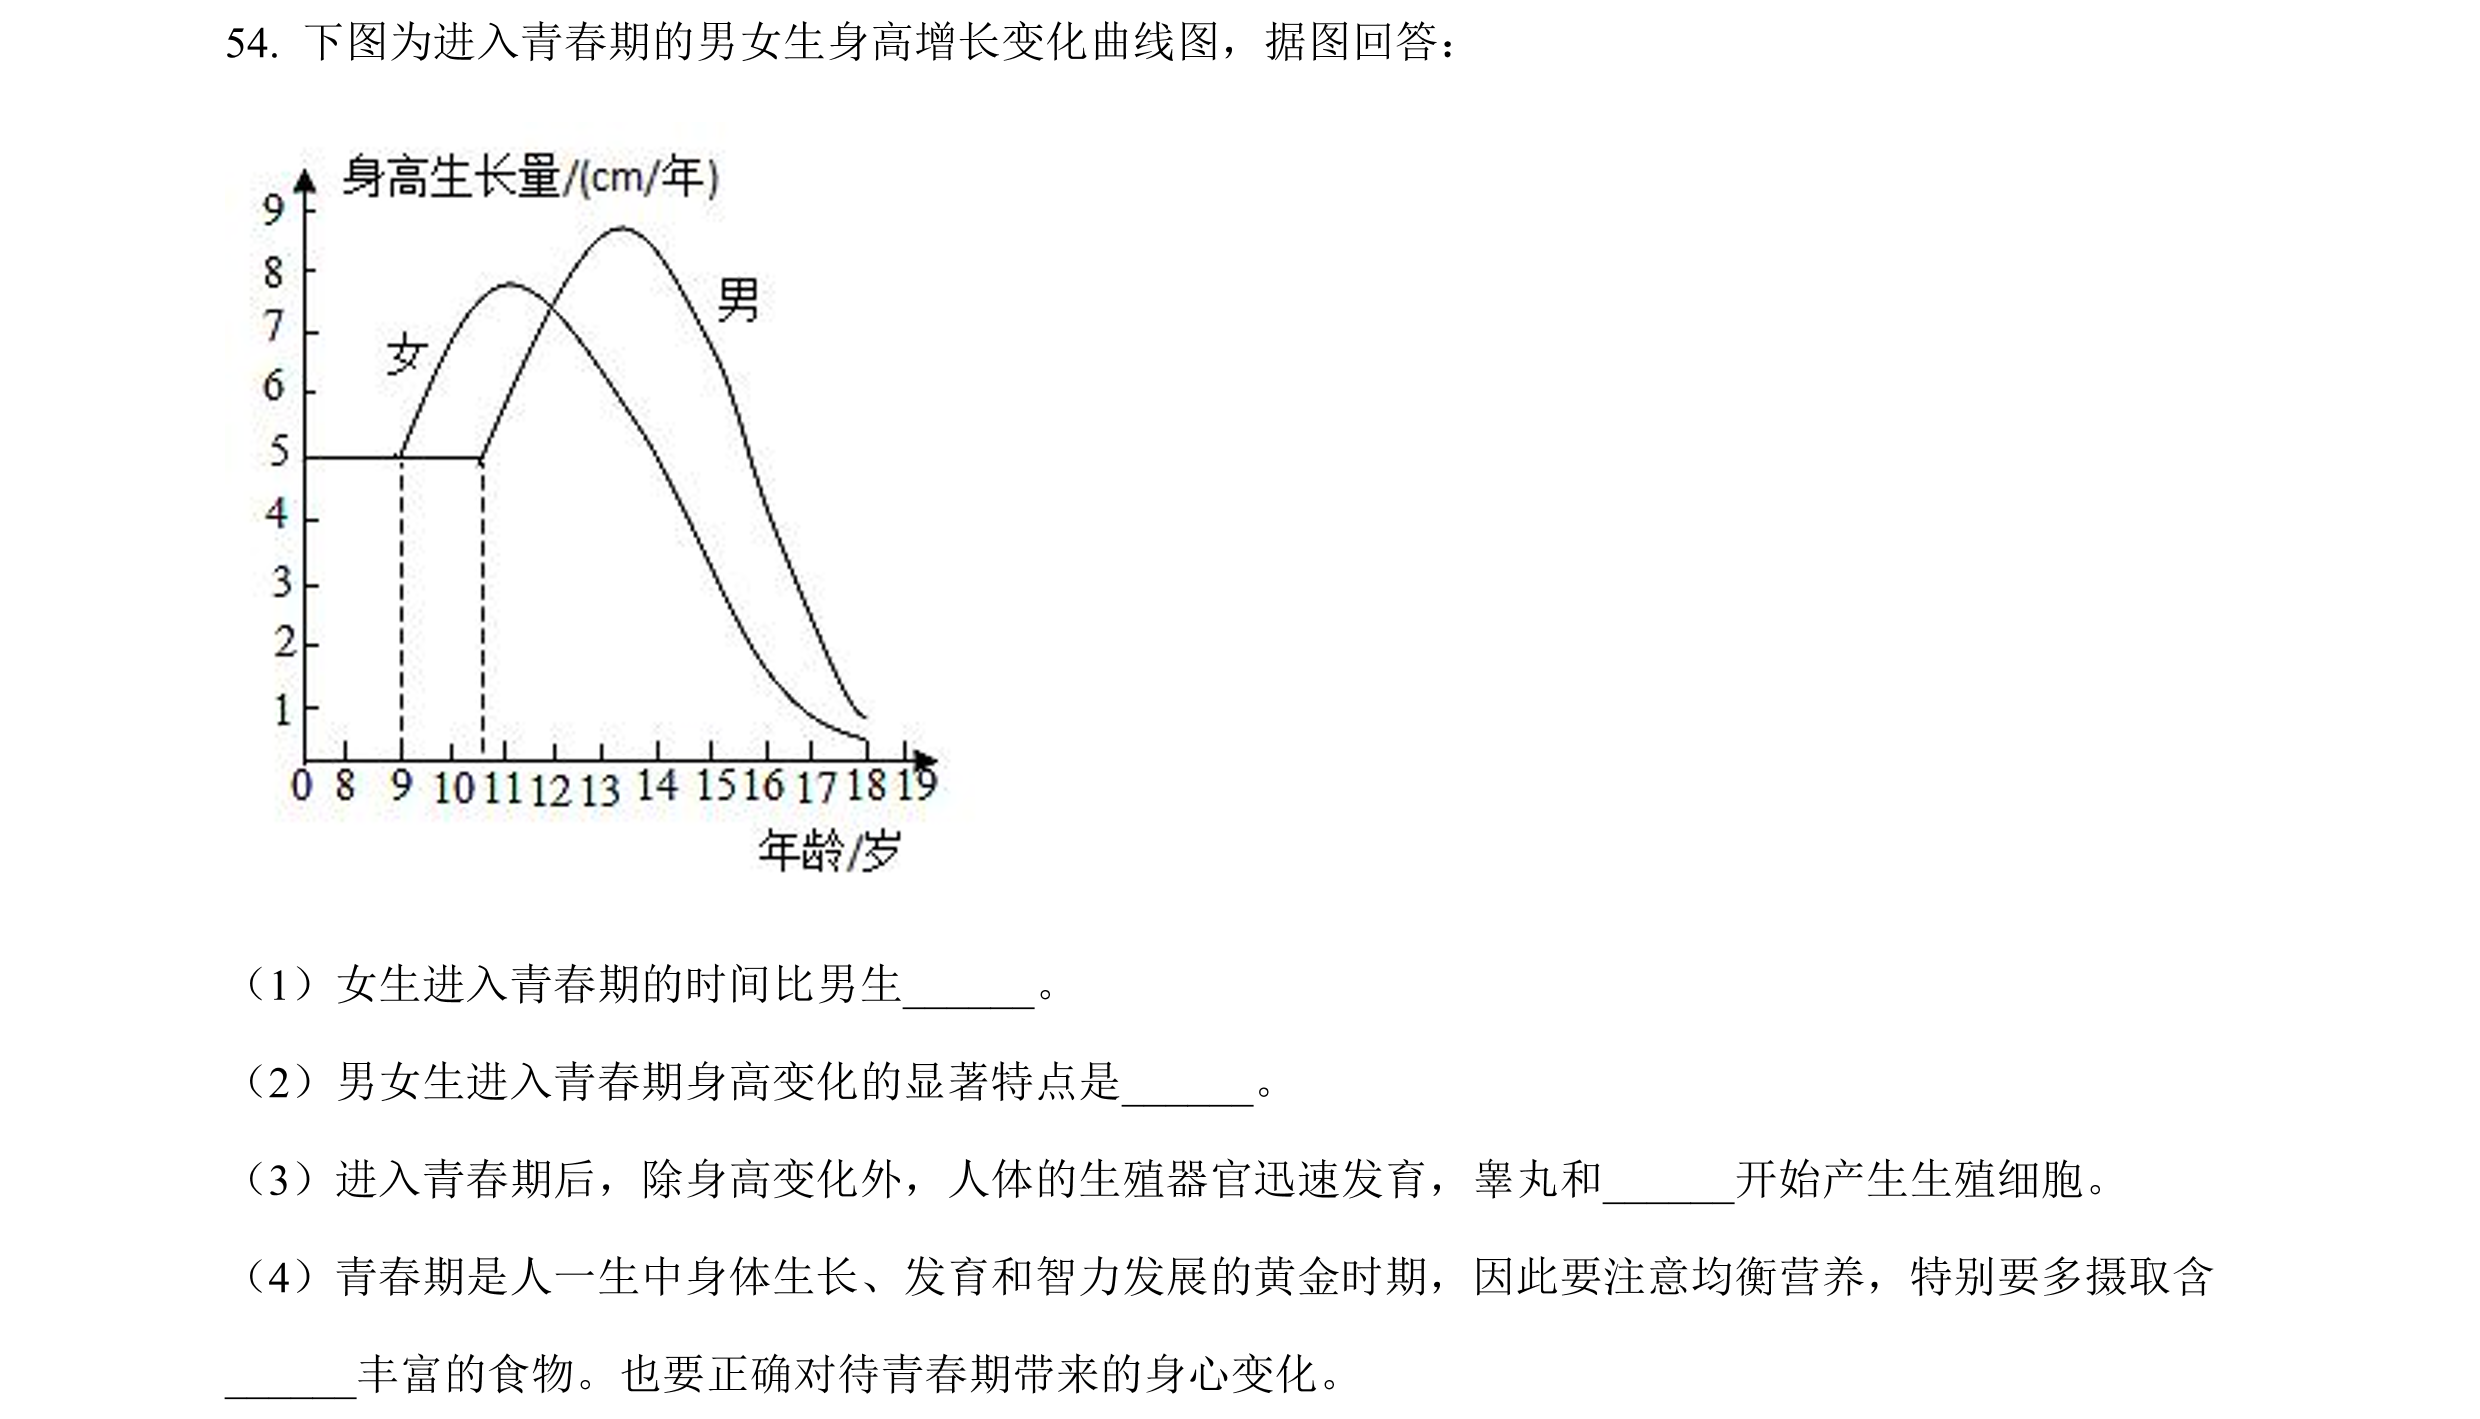 54. 下图为进入青春期的男女生身高增长变化曲线图，据图回答：
身高生长量/(cm/年)
9
8
7
6
5
4
3
2
1
女
男
0 8 9 10 11 12 13 14 15 16 17 18 19
年龄/岁
（1）女生进入青春期的时间比男生______。
（2）男女生进入青春期身高变化的显著特点是______。
（3）进入青春期后，除身高变化外，人体的生殖器官迅速发育，睾丸和______开始产生生殖细胞。
（4）青春期是人一生中身体生长、发育和智力发展的黄金时期，因此要注意均衡营养，特别要多摄取含
______丰富的食物。也要正确对待青春期带来的身心变化。